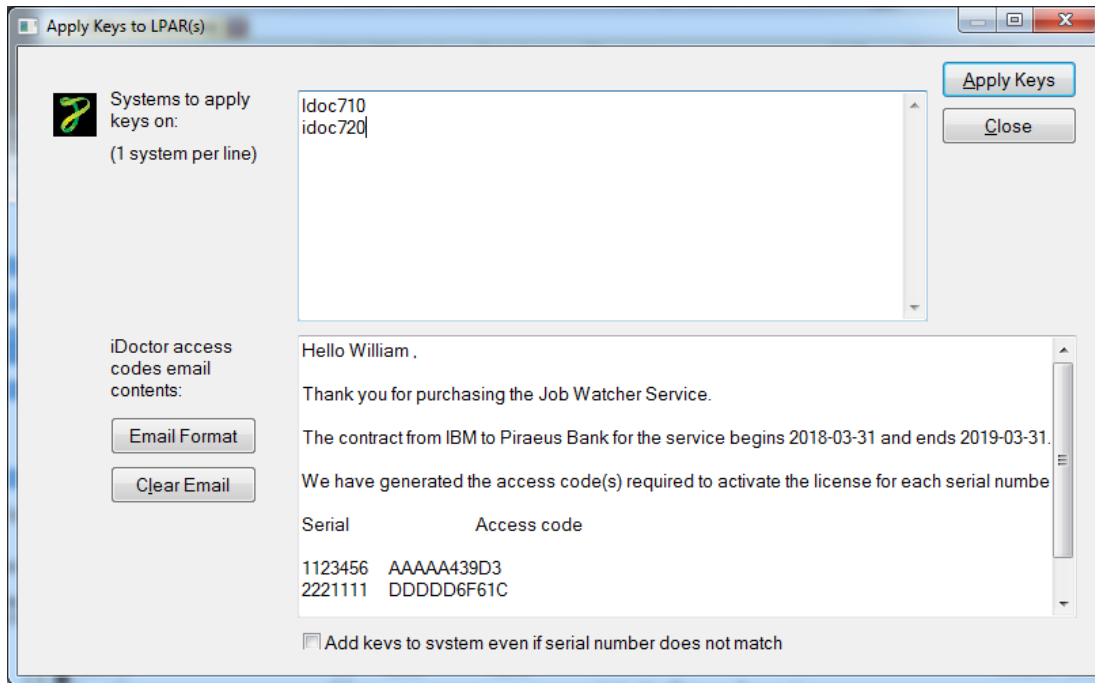 Apply Keys to LPAR(s)
Systems to apply
keys on:
(1 system per line)
Idoc710
idoc720
Apply Keys
Close
iDoctor access
codes email
contents:
Email Format
Clear Email
Hello William ,
Thank you for purchasing the Job Watcher Service.
The contract from IBM to Piraeus Bank for the service begins 2018-03-31 and ends 2019-03-31.
We have generated the access code(s) required to activate the license for each serial numbe
Serial Access code
1123456 AAAAA439D3
2221111 DDDDD6F61C
Add keys to system even if serial number does not match